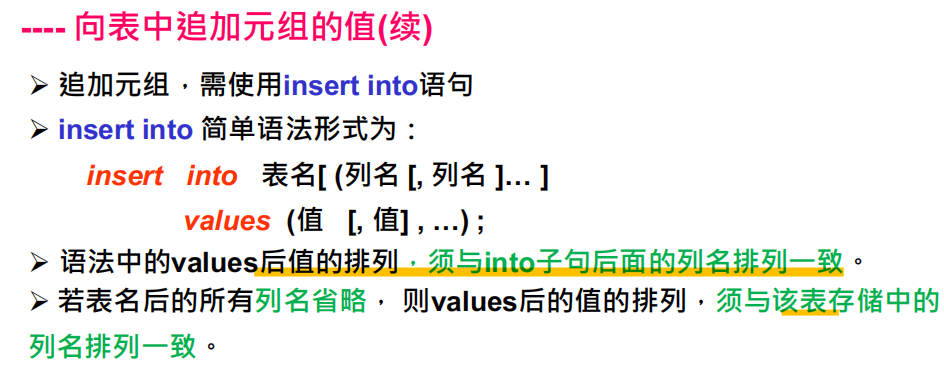 ---- 向表中追加元组的值(续)
➢ 追加元组，需使用insert into语句
➢ insert into 简单语法形式为：
insert into 表名[ (列名 [, 列名 ]… ]
values (值 [, 值] , …) ;
➢ 语法中的values后值的排列，须与into子句后面的列名排列一致。
➢ 若表名后的所有列名省略， 则values后的值的排列，须与该表存储中的
列名排列一致。